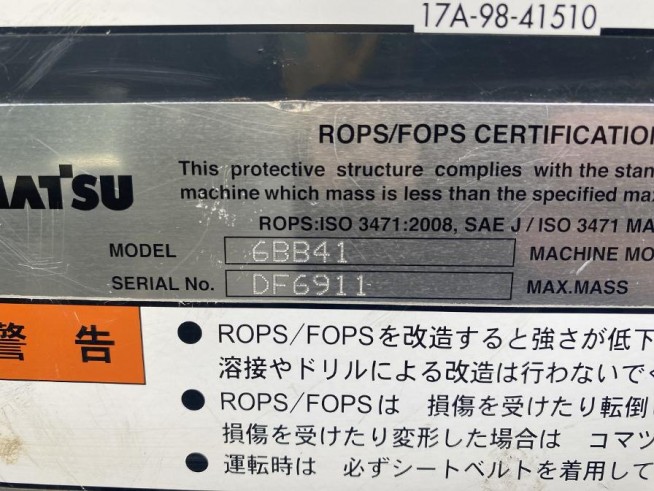 17A-98-41510
ROPS/FOPS CERTIFICATIO
This protective structure complies with the stan
machine which mass is less than the specified ma
MATSU
ROPS:ISO 3471:2008, SAE J / ISO 3471 MA
MODEL 6BB41 MACHINE MO
SERIAL No. DF6911 MAX.MASS
警告
● ROPS/FOPSを改造すると強さが低下
溶接やドリルによる改造は行わないで
● ROPS/FOPSは 損傷を受けたり転倒
損傷を受けたり変形した場合は コマツ
● 運転時は 必ずシートベルトを着用して